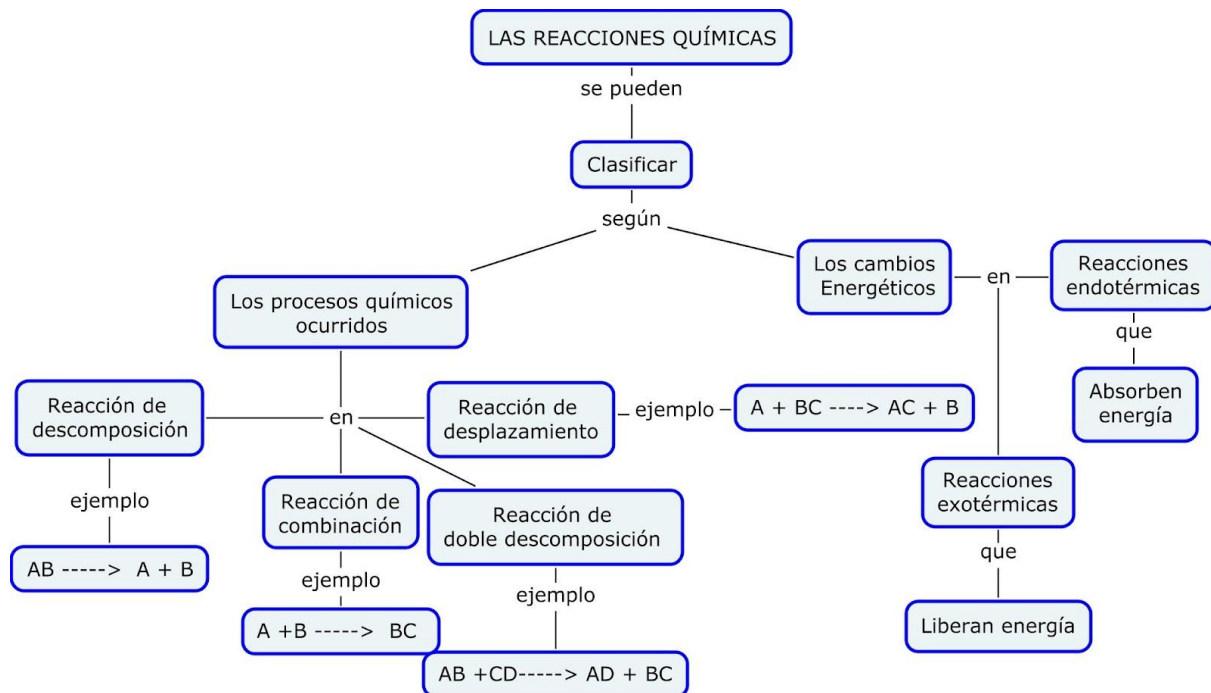 LAS REACCIONES QUÍMICAS
se pueden
Clasificar
según
Los procesos químicos
ocurridos
Los cambios
Energéticos
en
Reacciones
endotérmicas
que
Absorben
energía
Reacciones
exotérmicas
que
Liberan energía
en
Reacción de
descomposición
ejemplo
AB -----> A + B
Reacción de
combinación
ejemplo
A +B -----> BC
Reacción de
doble descomposición
ejemplo
AB +CD-----> AD + BC
Reacción de
desplazamiento
ejemplo
A + BC ----> AC + B